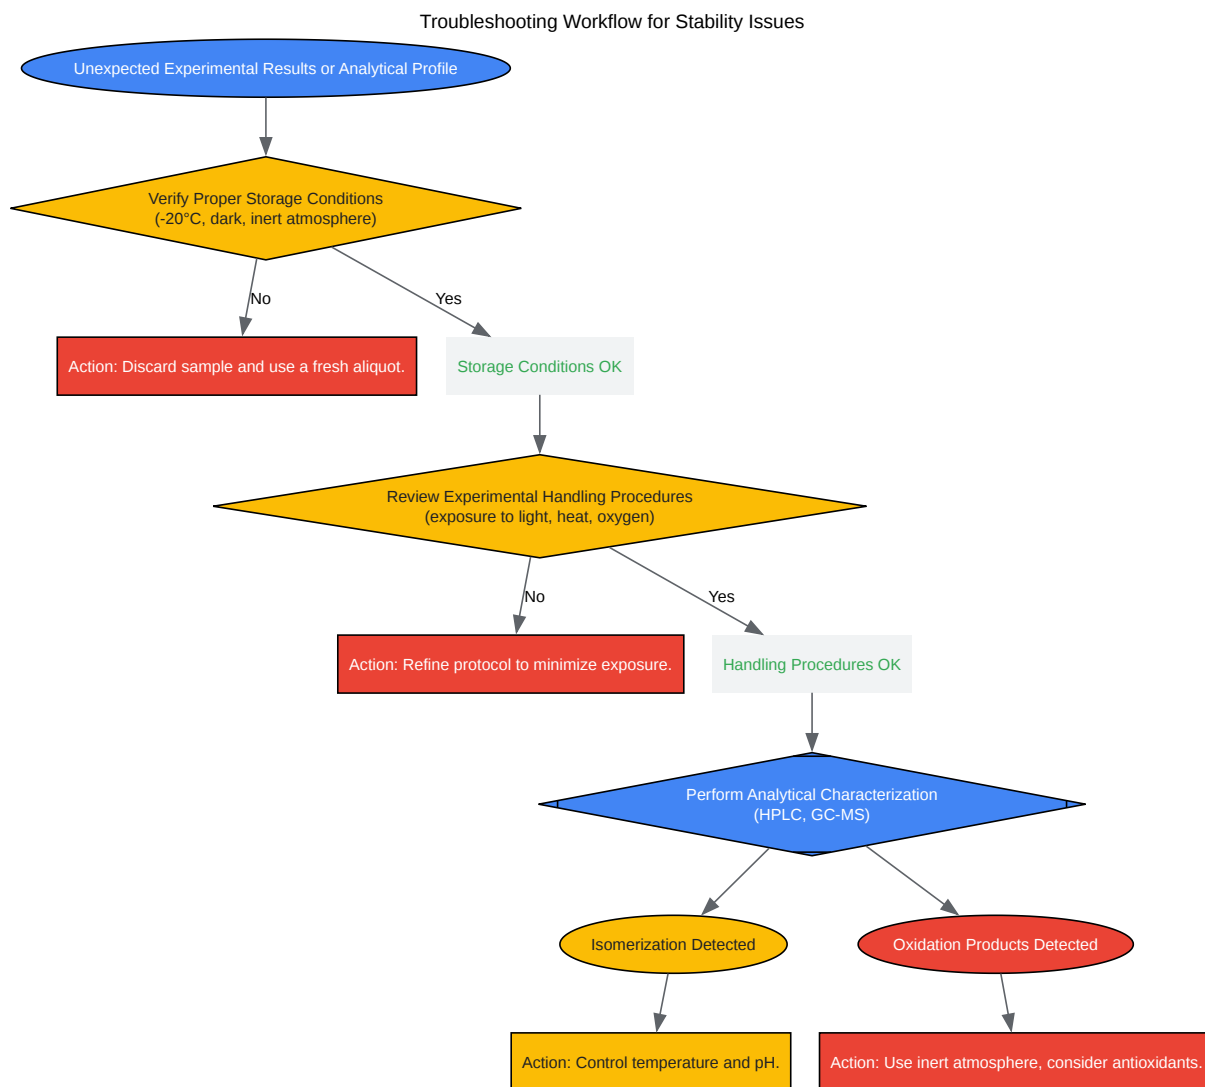 Troubleshooting Workflow for Stability Issues
Unexpected Experimental Results or Analytical Profile
Verify Proper Storage Conditions
(-20°C, dark, inert atmosphere)
No
Yes
Action: Discard sample and use a fresh aliquot.
Storage Conditions OK
Review Experimental Handling Procedures
(exposure to light, heat, oxygen)
No
Yes
Action: Refine protocol to minimize exposure.
Handling Procedures OK
Perform Analytical Characterization
(HPLC, GC-MS)
Isomerization Detected
Oxidation Products Detected
Action: Control temperature and pH.
Action: Use inert atmosphere, consider antioxidants.